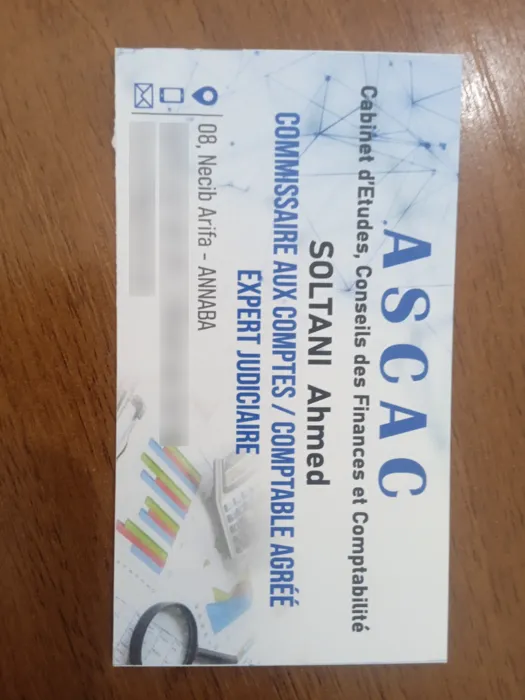 ASCAC
Cabinet d'Etudes, Conseils des Finances et Comptabilité
SOLTANI Ahmed
COMMISSAIRE AUX COMPTES / COMPTABLE AGRÉÉ
EXPERT JUDICIAIRE
08, Necib Arifa - ANNABA